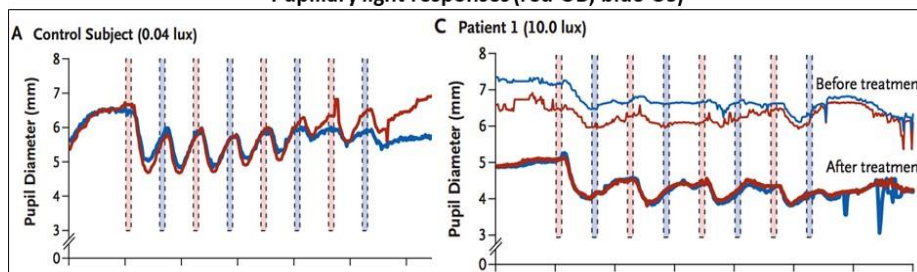 Pupillary light responses (red OD, blue OS)
A Control Subject (0.04 lux)
Pupil Diameter (mm)
8
7
6
5
4
3
0
C Patient 1 (10.0 lux)
Pupil Diameter (mm)
8
7
6
5
4
3
0
Before treatmen
After treatmen